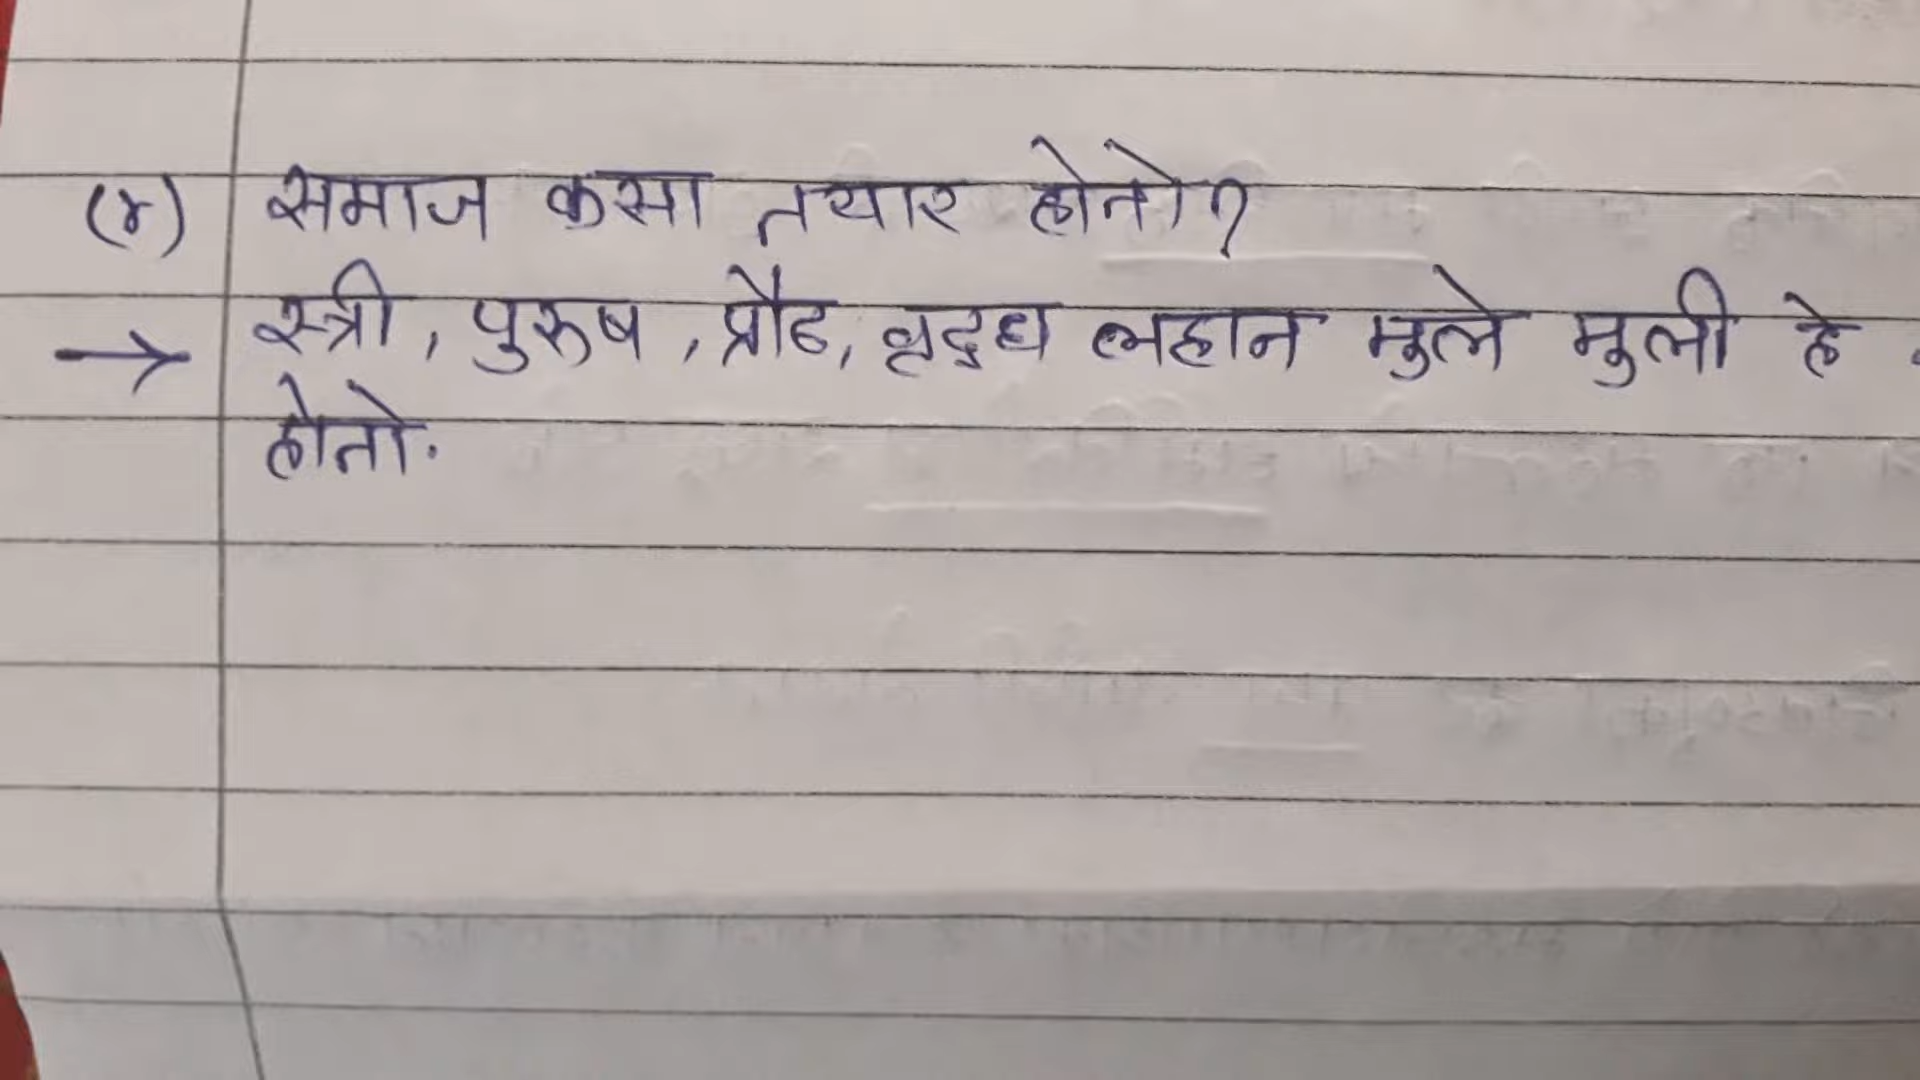 (४) समाज कसा तयार होतो?
→ स्त्री, पुरुष, प्रौढ, वृद्ध लहान मुले मुली हे
होतो.